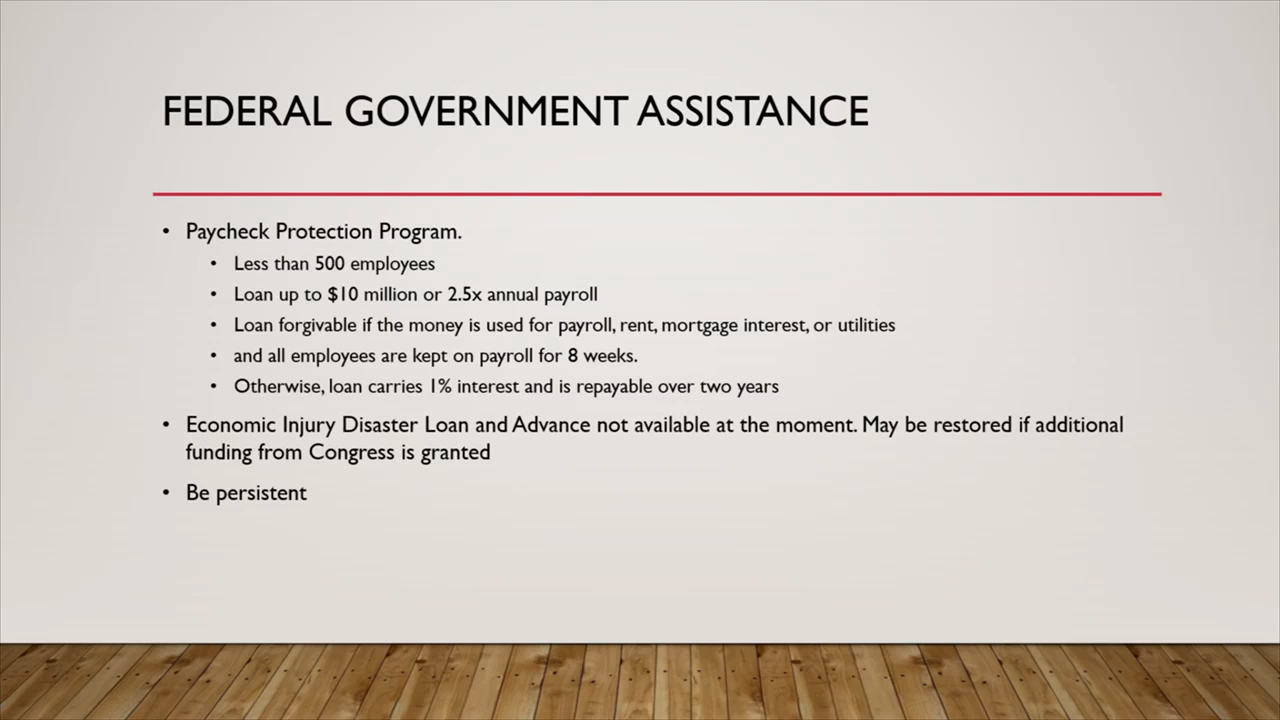 FEDERAL GOVERNMENT ASSISTANCE
• Paycheck Protection Program.
• Less than 500 employees
• Loan up to $10 million or 2.5x annual payroll
• Loan forgivable if the money is used for payroll, rent, mortgage interest, or utilities
• and all employees are kept on payroll for 8 weeks.
• Otherwise, loan carries 1% interest and is repayable over two years
• Economic Injury Disaster Loan and Advance not available at the moment. May be restored if additional
funding from Congress is granted
• Be persistent